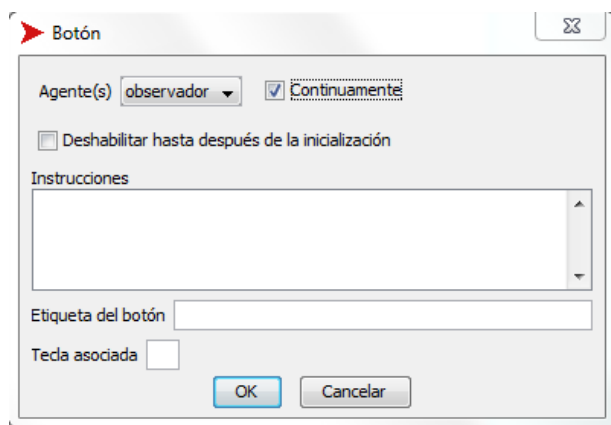 Botón
Agente(s) observador Continuamente
Deshabilitar hasta después de la inicialización
Instrucciones
Etiqueta del botón
Tecla asociada
OK Cancelar